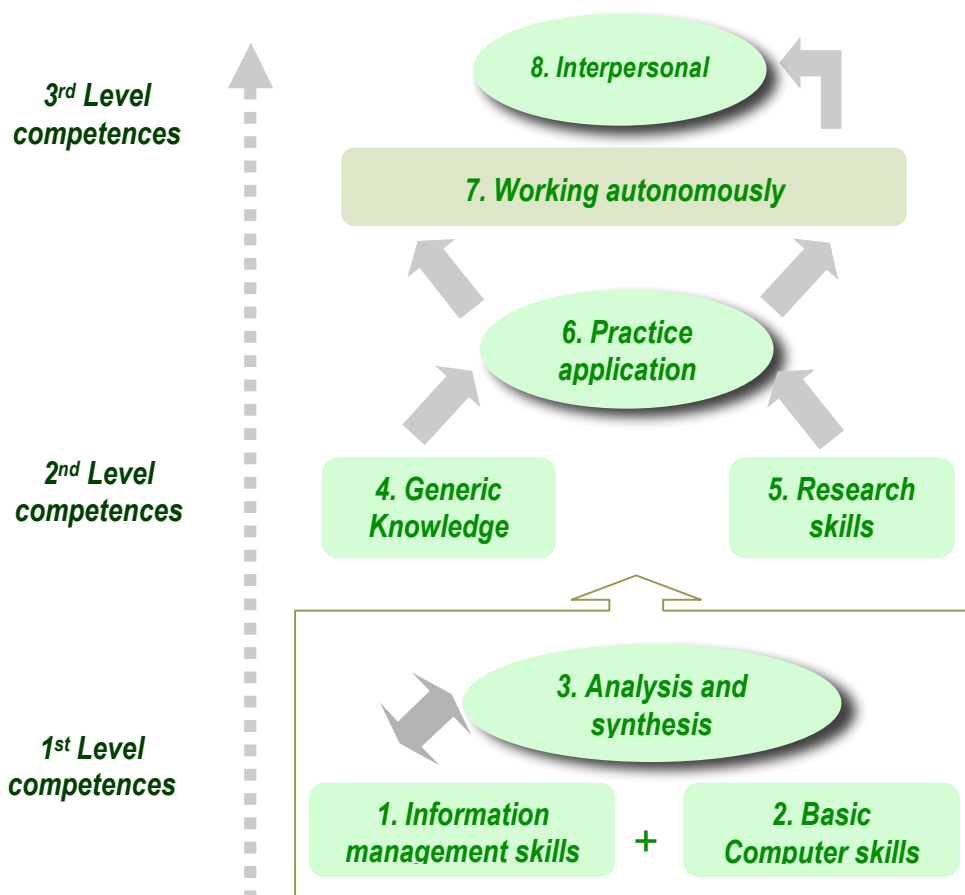 8. Interpersonal
3rd Level
competences
7. Working autonomously
6. Practice
application
2nd Level
competences
4. Generic
Knowledge
5. Research
skills
3. Analysis and
synthesis
1st Level
competences
1. Information
management skills
+
2. Basic
Computer skills